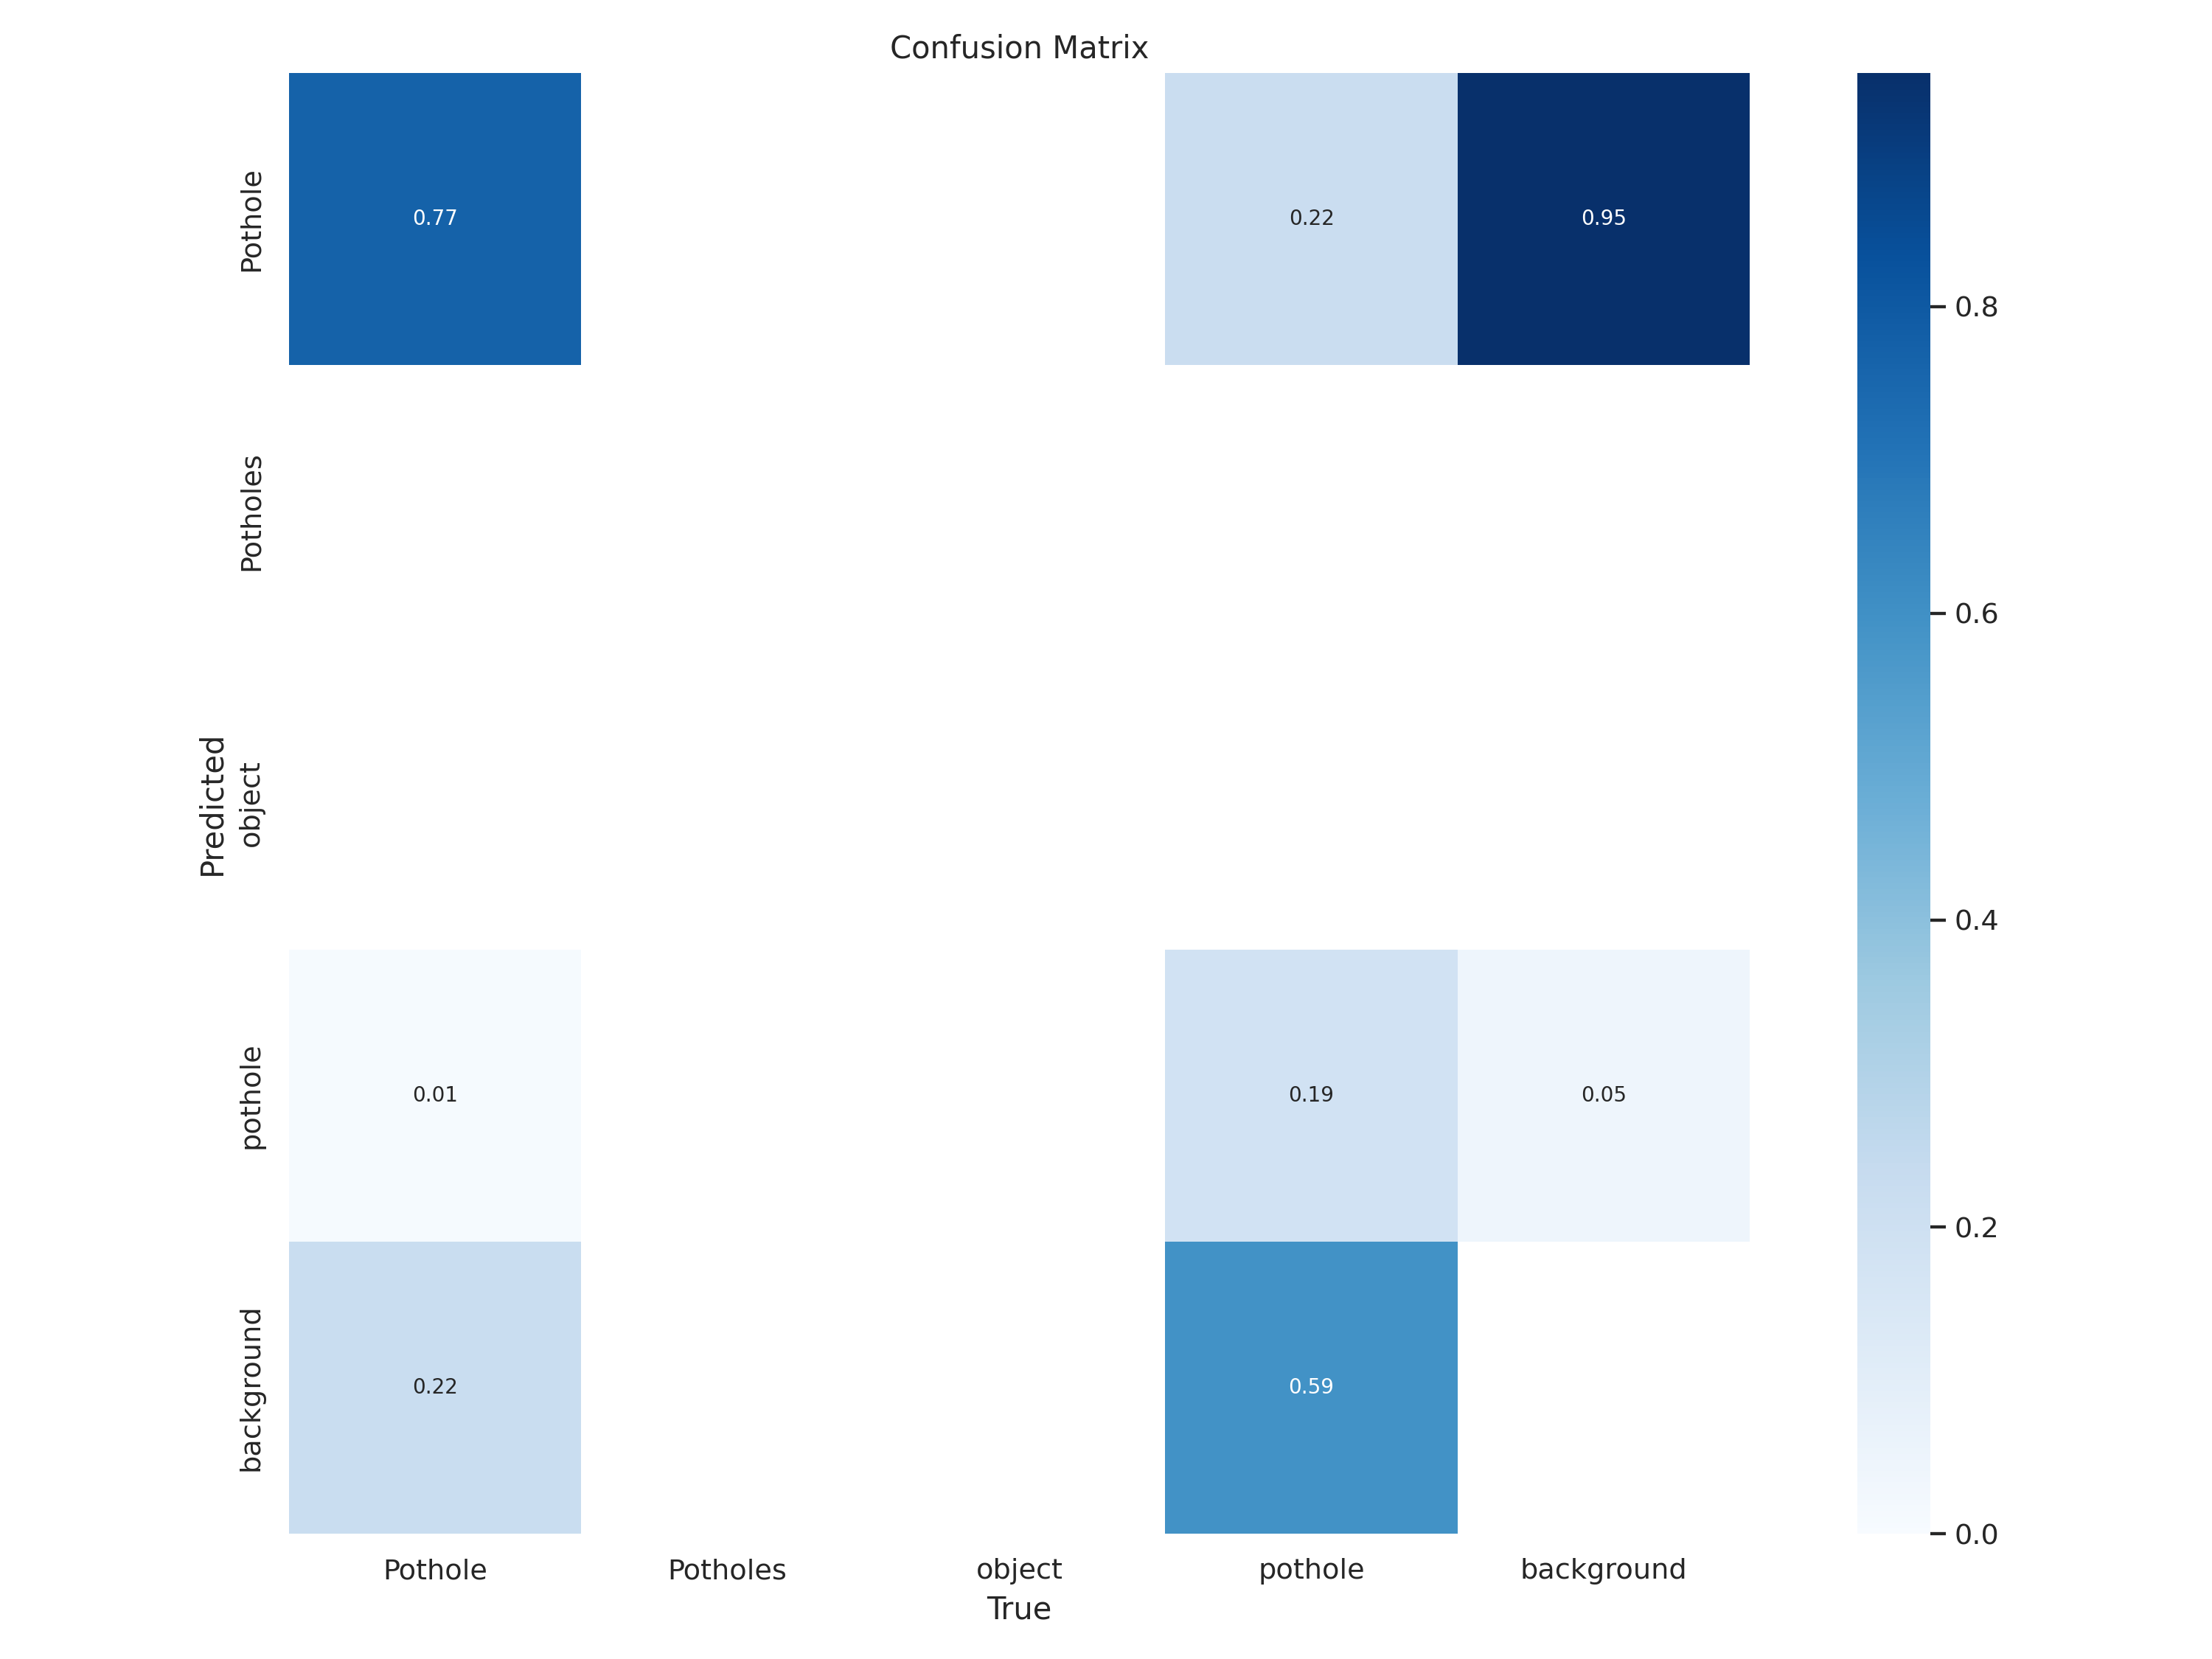 Confusion Matrix
Pothole
0.77
0.22
0.95
0.8
Potholes
0.6
Predicted
object
0.4
pothole
0.01
0.19
0.05
0.2
background
0.22
0.59
0.0
Pothole
Potholes
object
pothole
background
True